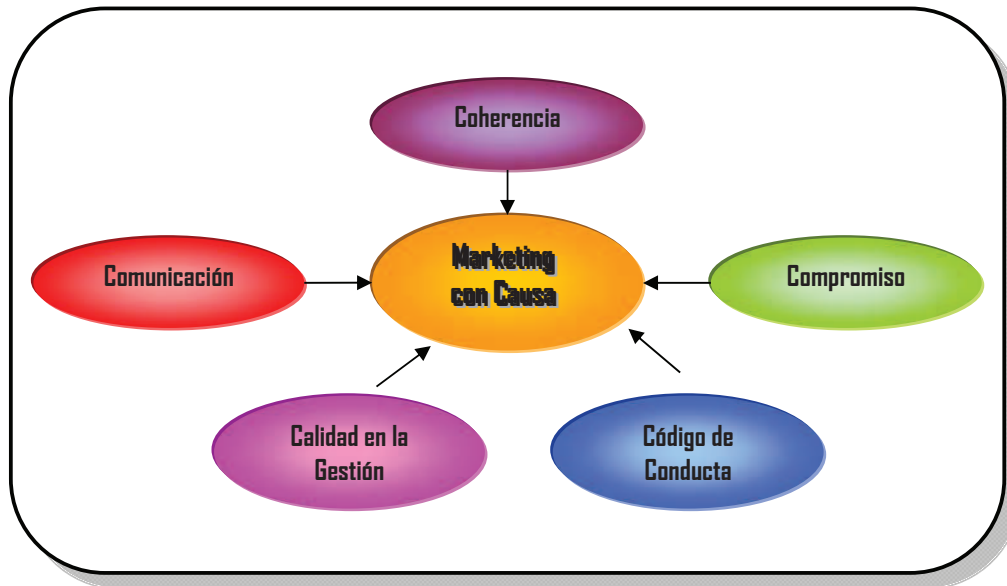 Coherencia
Comunicación
Marketing
con Causa
Compromiso
Calidad en la
Gestión
Código de
Conducta